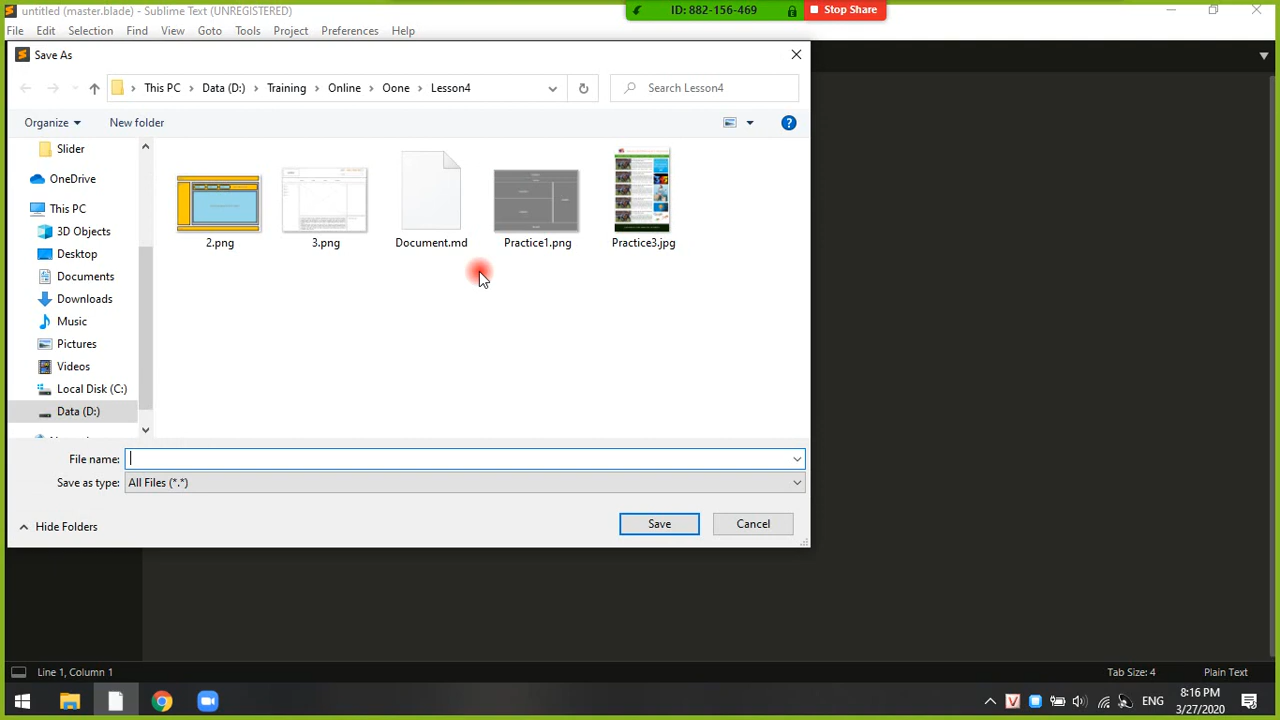 untitled (master.blade) - Sublime Text (UNREGISTERED)
ID: 882-156-469
Stop Share
File Edit Selection Find View Goto Tools Project Preferences Help
Save As
This PC > Data (D:) > Training > Online > Oone > Lesson4
Search Lesson4
Organize
New folder
Slider
OneDrive
This PC
3D Objects
Desktop
Documents
Downloads
Music
Pictures
Videos
Local Disk (C:)
Data (D:)
2.png
3.png
Document.md
Practice1.png
Practice3.jpg
File name:
Save as type: All Files (*.*)
Hide Folders
Save
Cancel
Line 1, Column 1
Tab Size: 4
Plain Text
ENG
8:16 PM
3/27/2020